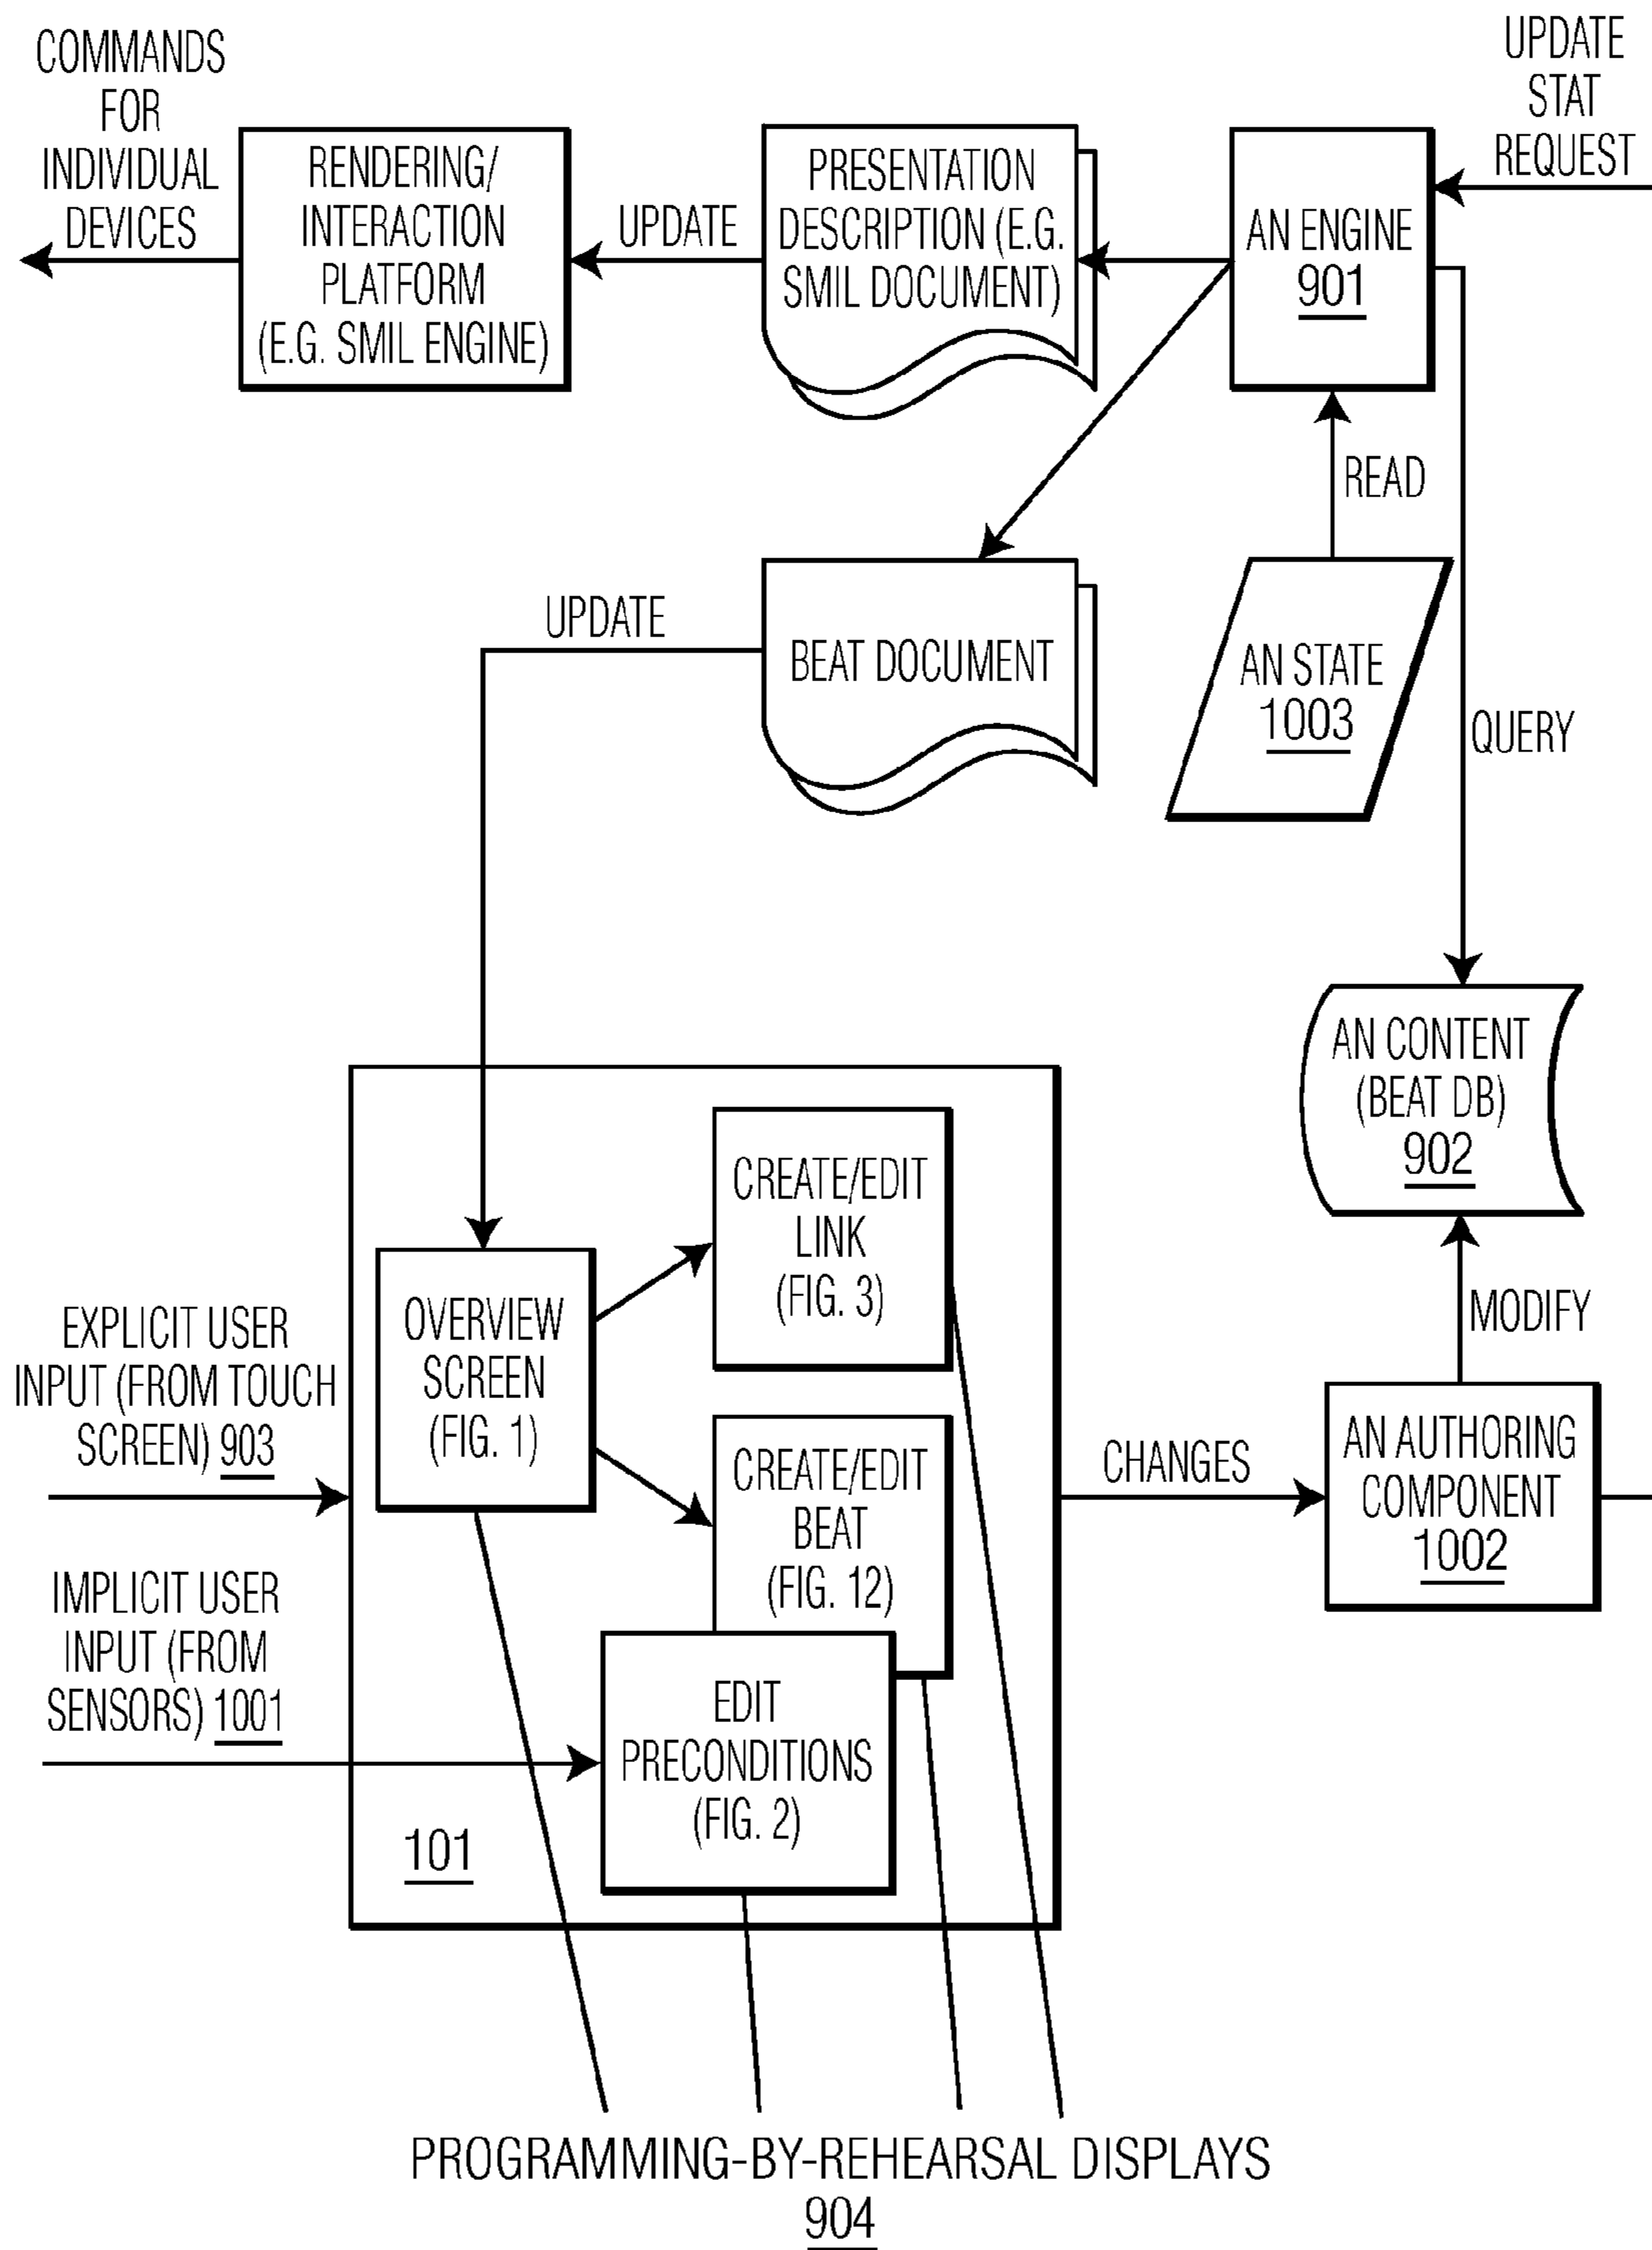 COMMANDS
FOR
INDIVIDUAL
DEVICES
RENDERING/
INTERACTION
PLATFORM
(E.G. SMIL ENGINE)
UPDATE
PRESENTATION
DESCRIPTION (E.G.
SMIL DOCUMENT)
AN ENGINE
901
UPDATE
STAT
REQUEST
READ
UPDATE
BEAT DOCUMENT
AN STATE
1003
QUERY
AN CONTENT
(BEAT DB)
902
CREATE/EDIT
LINK
(FIG. 3)
OVERVIEW
SCREEN
(FIG. 1)
EXPLICIT USER
INPUT (FROM TOUCH
SCREEN) 903
MODIFY
CREATE/EDIT
BEAT
(FIG. 12)
CHANGES
AN AUTHORING
COMPONENT
1002
IMPLICIT USER
INPUT (FROM
SENSORS) 1001
EDIT
PRECONDITIONS
(FIG. 2)
101
PROGRAMMING-BY-REHEARSAL DISPLAYS
904